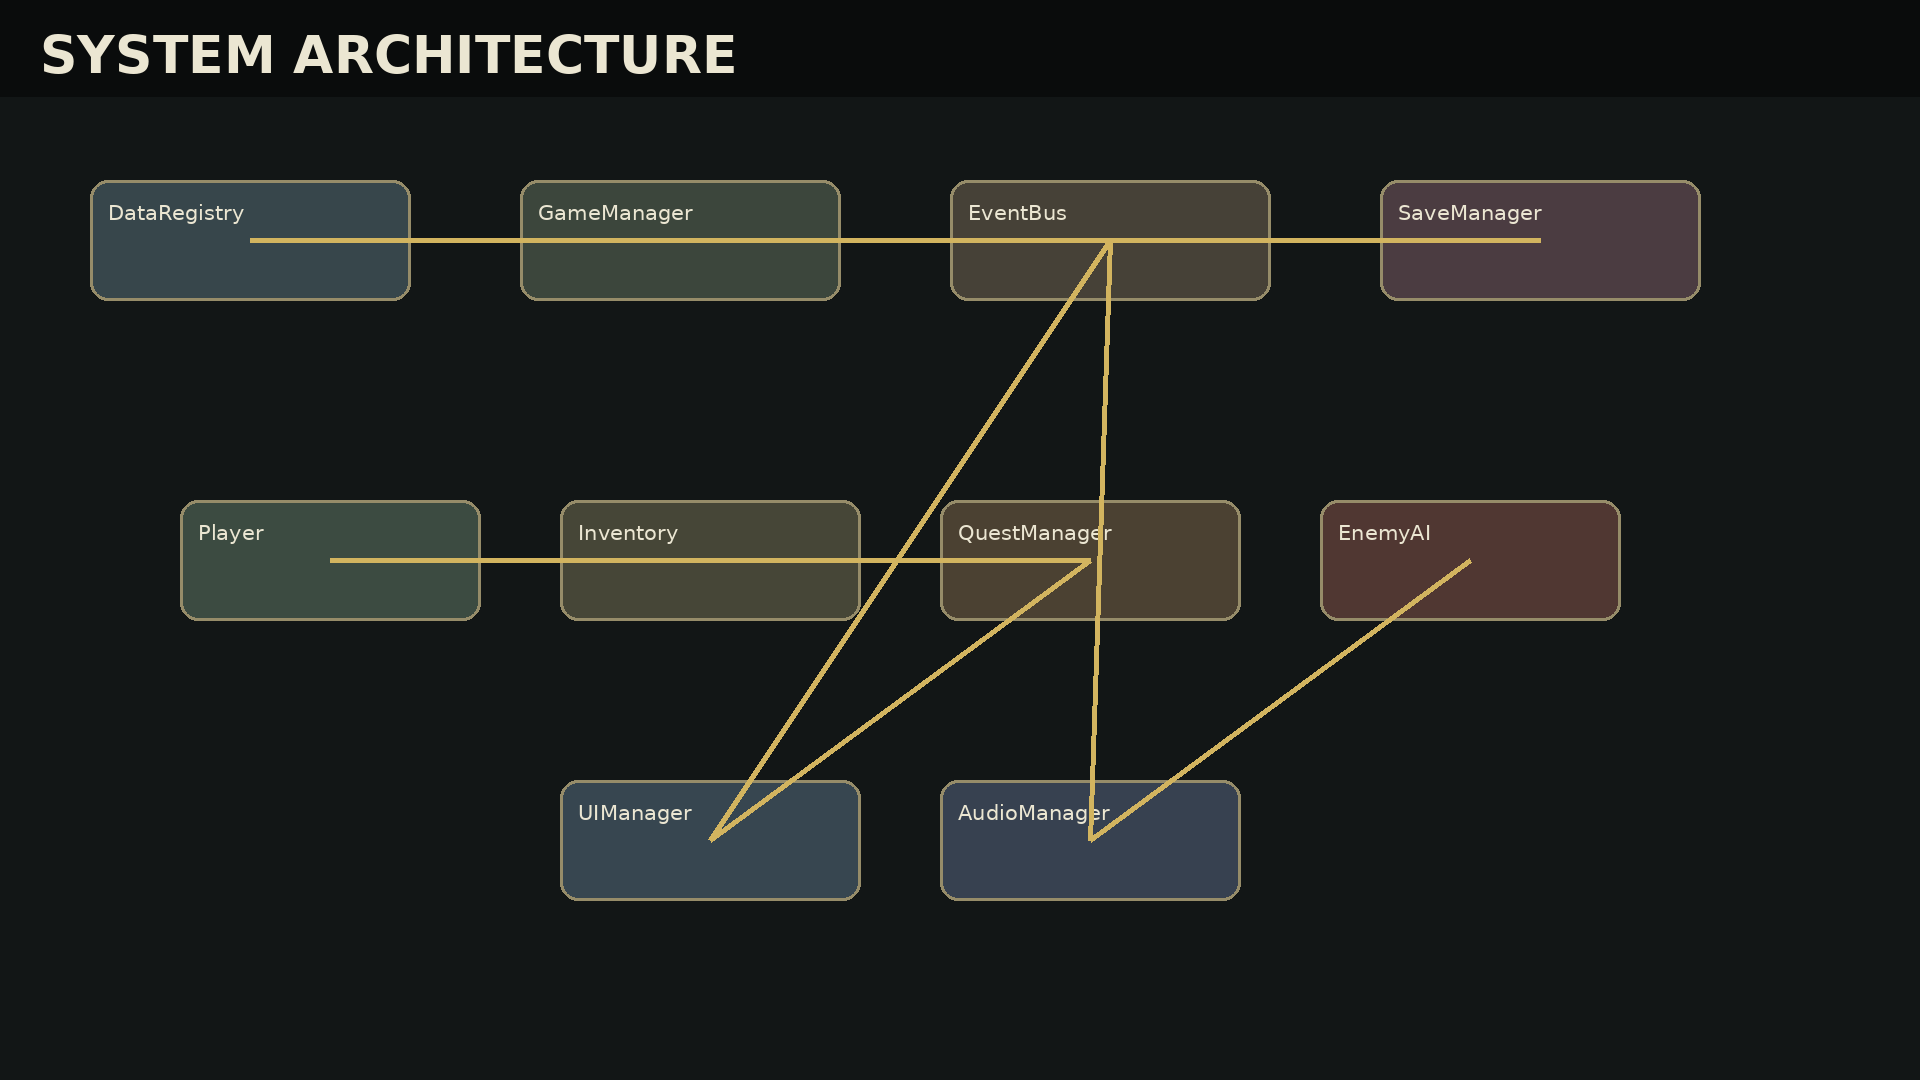 SYSTEM ARCHITECTURE
DataRegistry
GameManager
EventBus
SaveManager
Player
Inventory
QuestManager
EnemyAI
UIManager
AudioManager